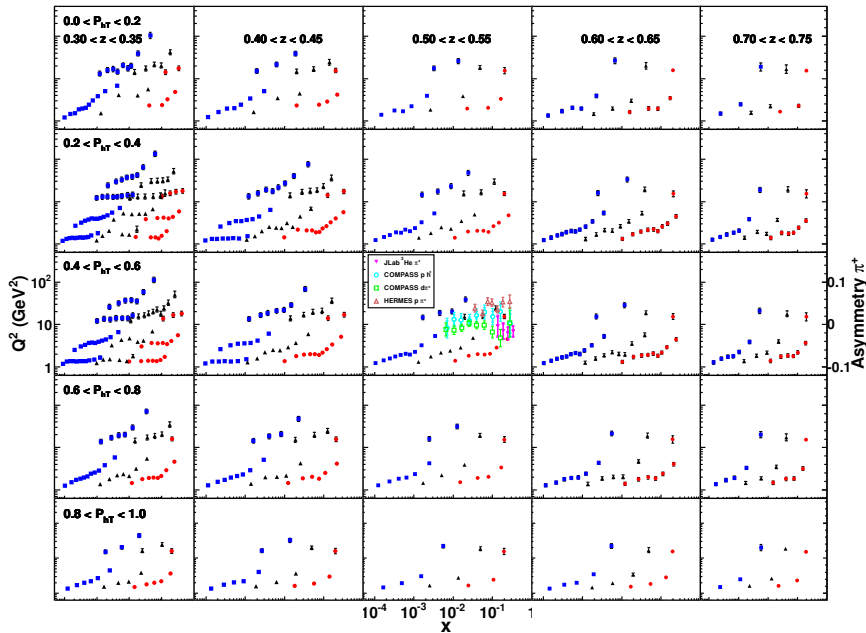 0.0 < P_hT < 0.2
0.30 < z < 0.35
0.40 < z < 0.45
0.50 < z < 0.55
0.60 < z < 0.65
0.70 < z < 0.75
0.2 < P_hT < 0.4
0.4 < P_hT < 0.6
JLab ³He π⁺
COMPASS p h⁺
COMPASS d π⁺
HERMES p π⁺
Q² (GeV²)
10²
10
1
0.1
0
-0.1
Asymmetry π⁺
0.6 < P_hT < 0.8
0.8 < P_hT < 1.0
10⁻⁴
10⁻³
10⁻²
10⁻¹
1
x